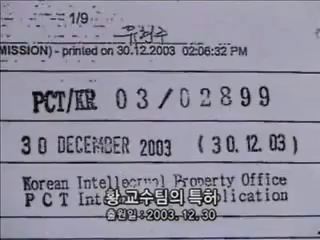 1/9
MISSION) - printed on 30.12.2003 02:06:32 PM
PCT/KR 03/02899
30 DECEMBER 2003 (30.12.03)
Korean Intellectual Property Office
PCT International Application
황 교수팀의 특허
출원일 : 2003. 12. 30